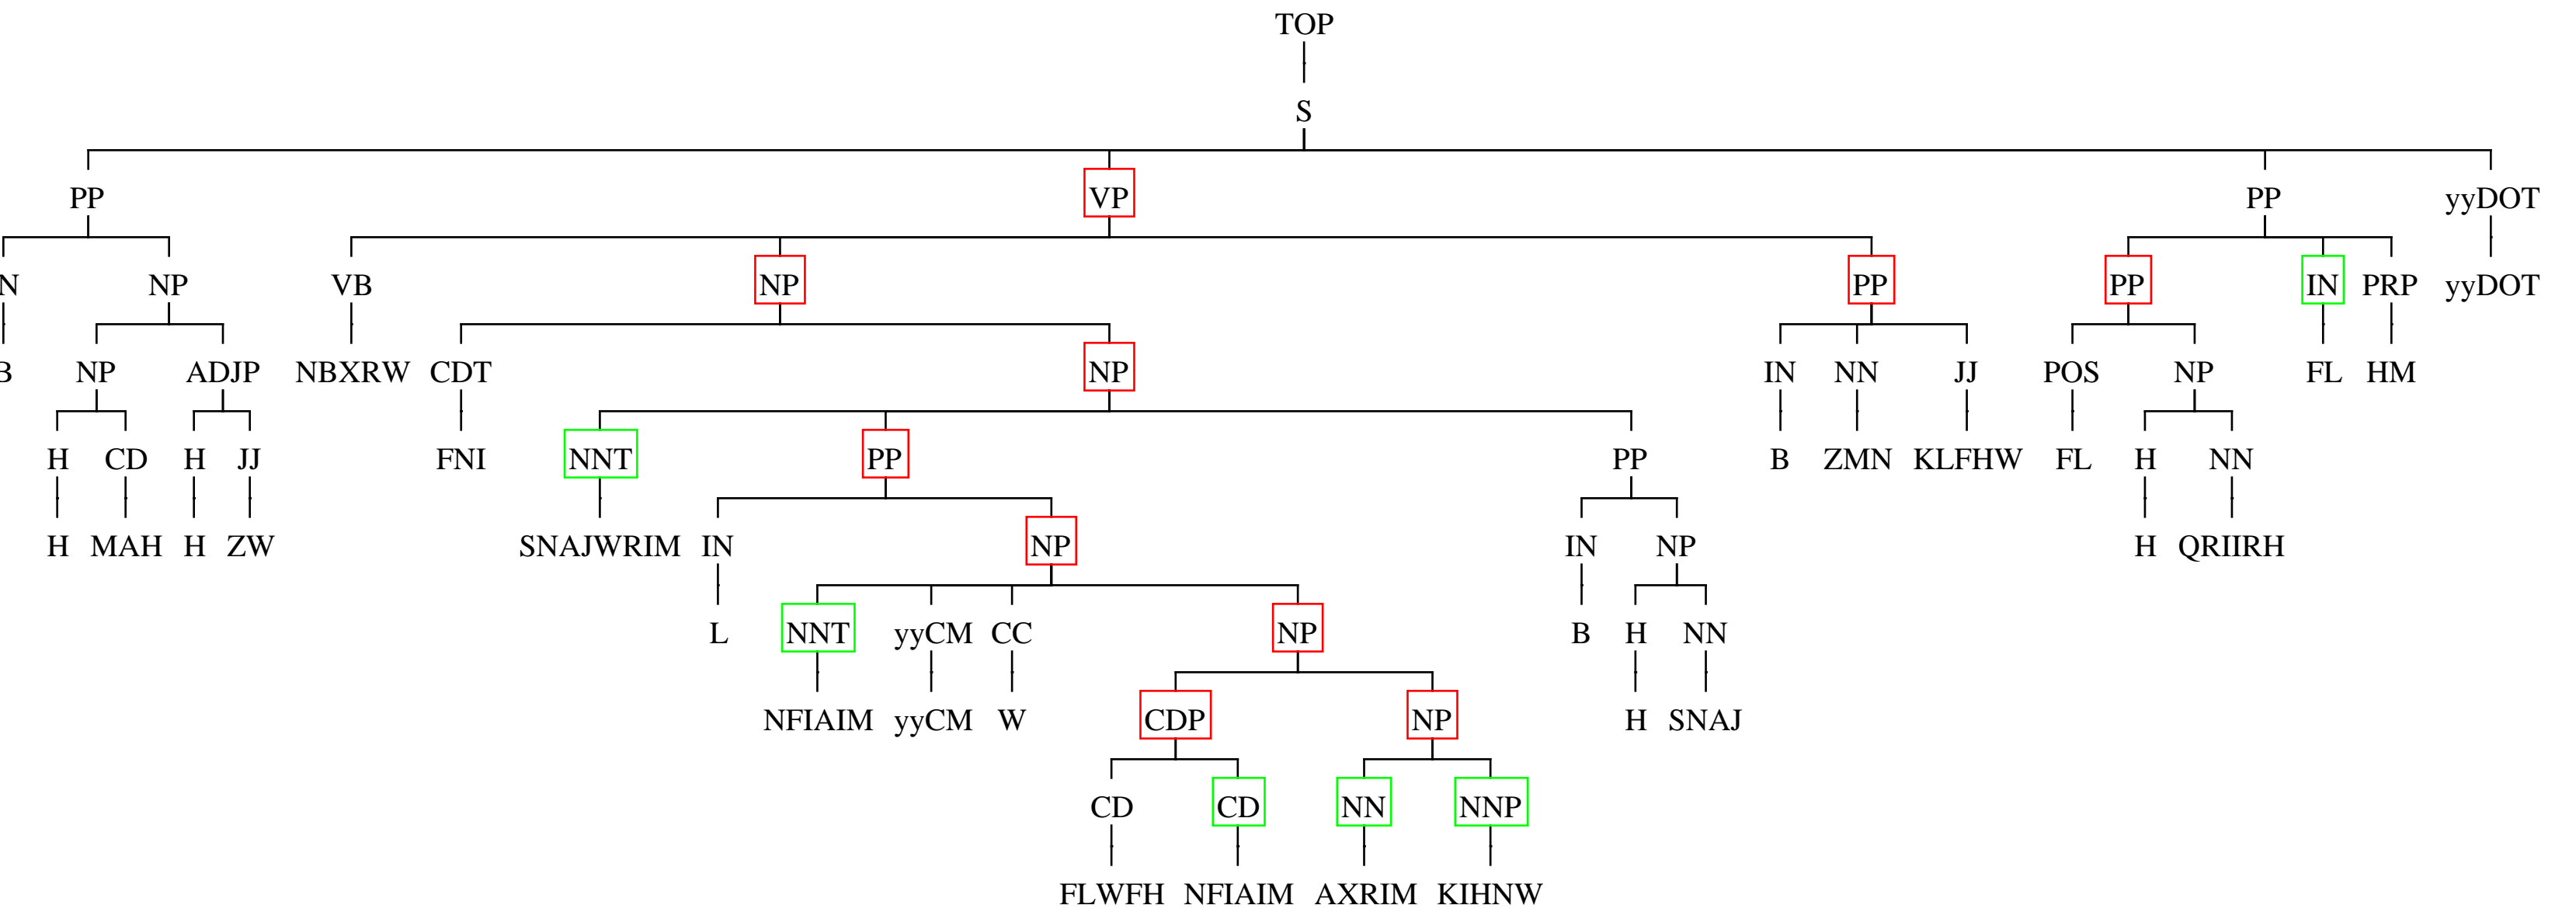 TOP
S
PP VP PP yyDOT
N NP VB NP PP PP IN PRP yyDOT
B NP ADJP NBXRW CDT NP IN NN JJ POS NP FL HM
H CD H JJ FNI NNT PP PP B ZMN KLFHW FL H NN
H MAH H ZW SNAJWRIM IN NP IN NP H QRIIRH
L NNT yyCM CC NP B H NN
NFIAIM yyCM W CDP NP H SNAJ
CD CD NN NNP
FLWFH NFIAIM AXRIM KIHNW